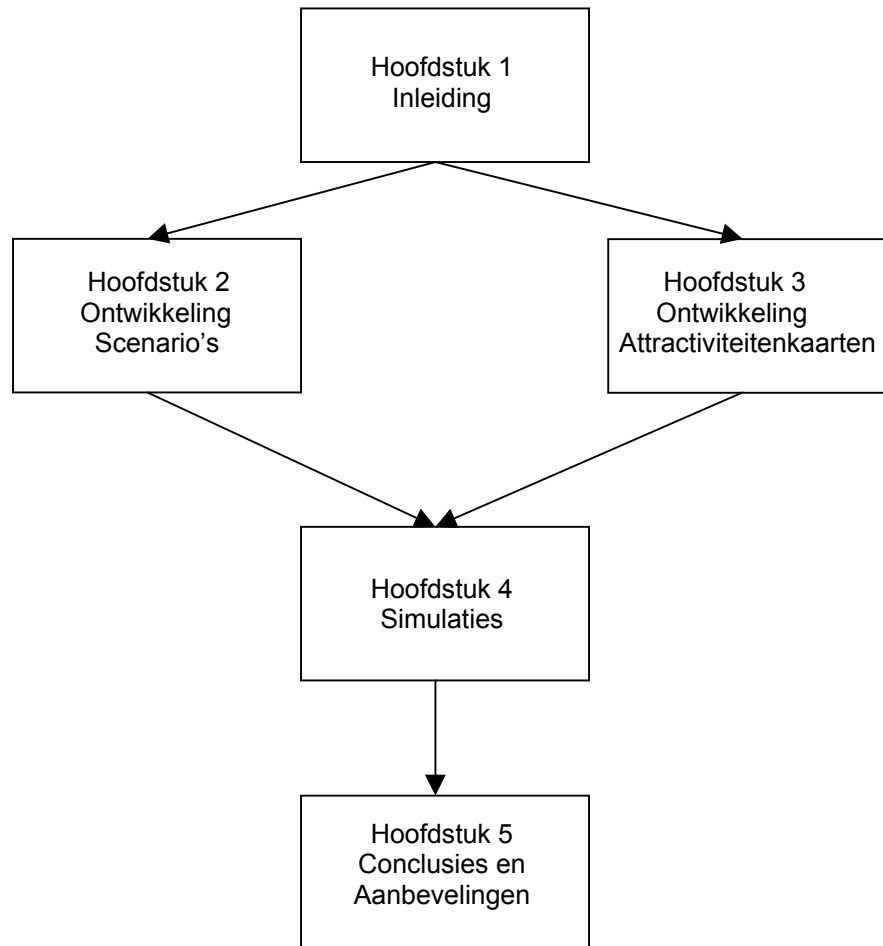 Hoofdstuk 1
Inleiding
Hoofdstuk 2
Ontwikkeling
Scenario’s
Hoofdstuk 3
Ontwikkeling
Attractiviteitenkaarten
Hoofdstuk 4
Simulaties
Hoofdstuk 5
Conclusies en
Aanbevelingen